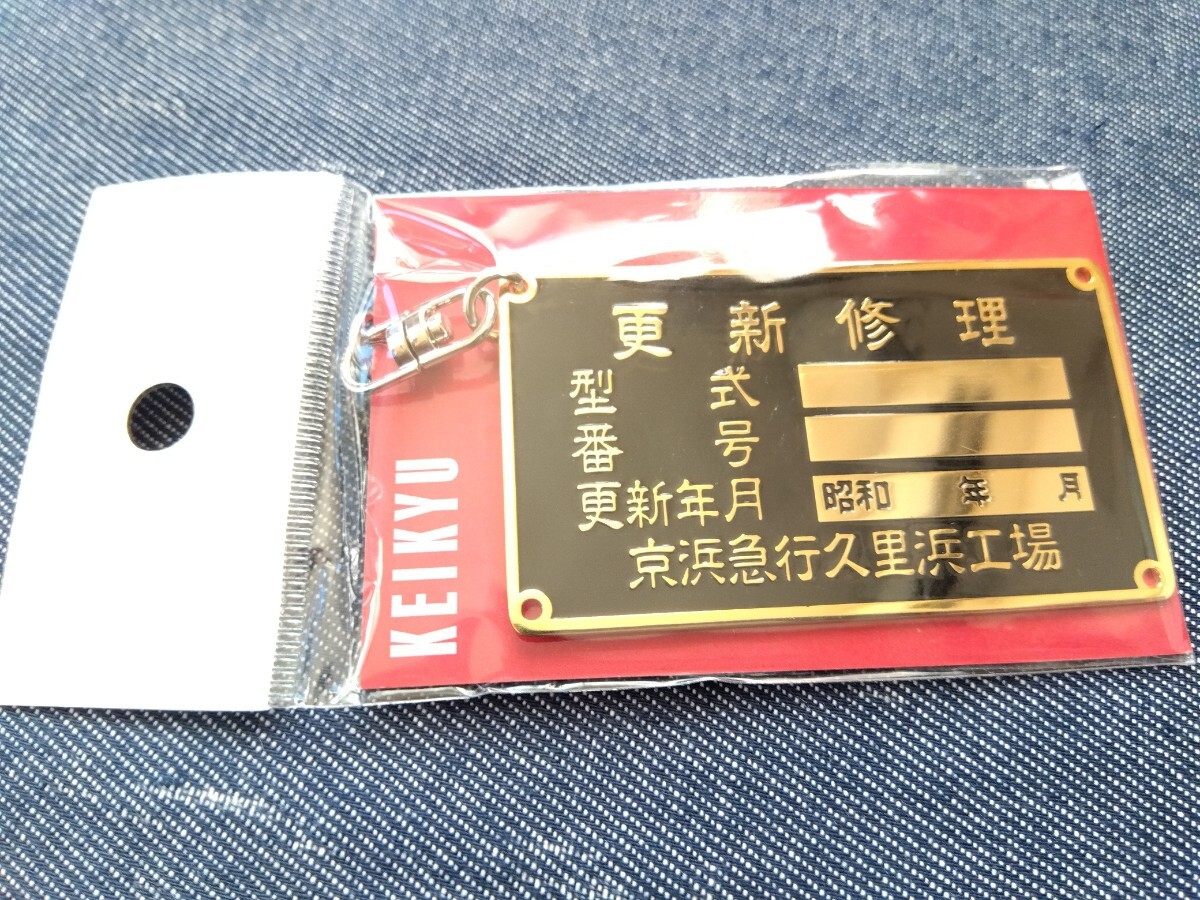 KEIKYU
更新修理
型式
番号
更新年月 昭和 年 月
京浜急行久里浜工場